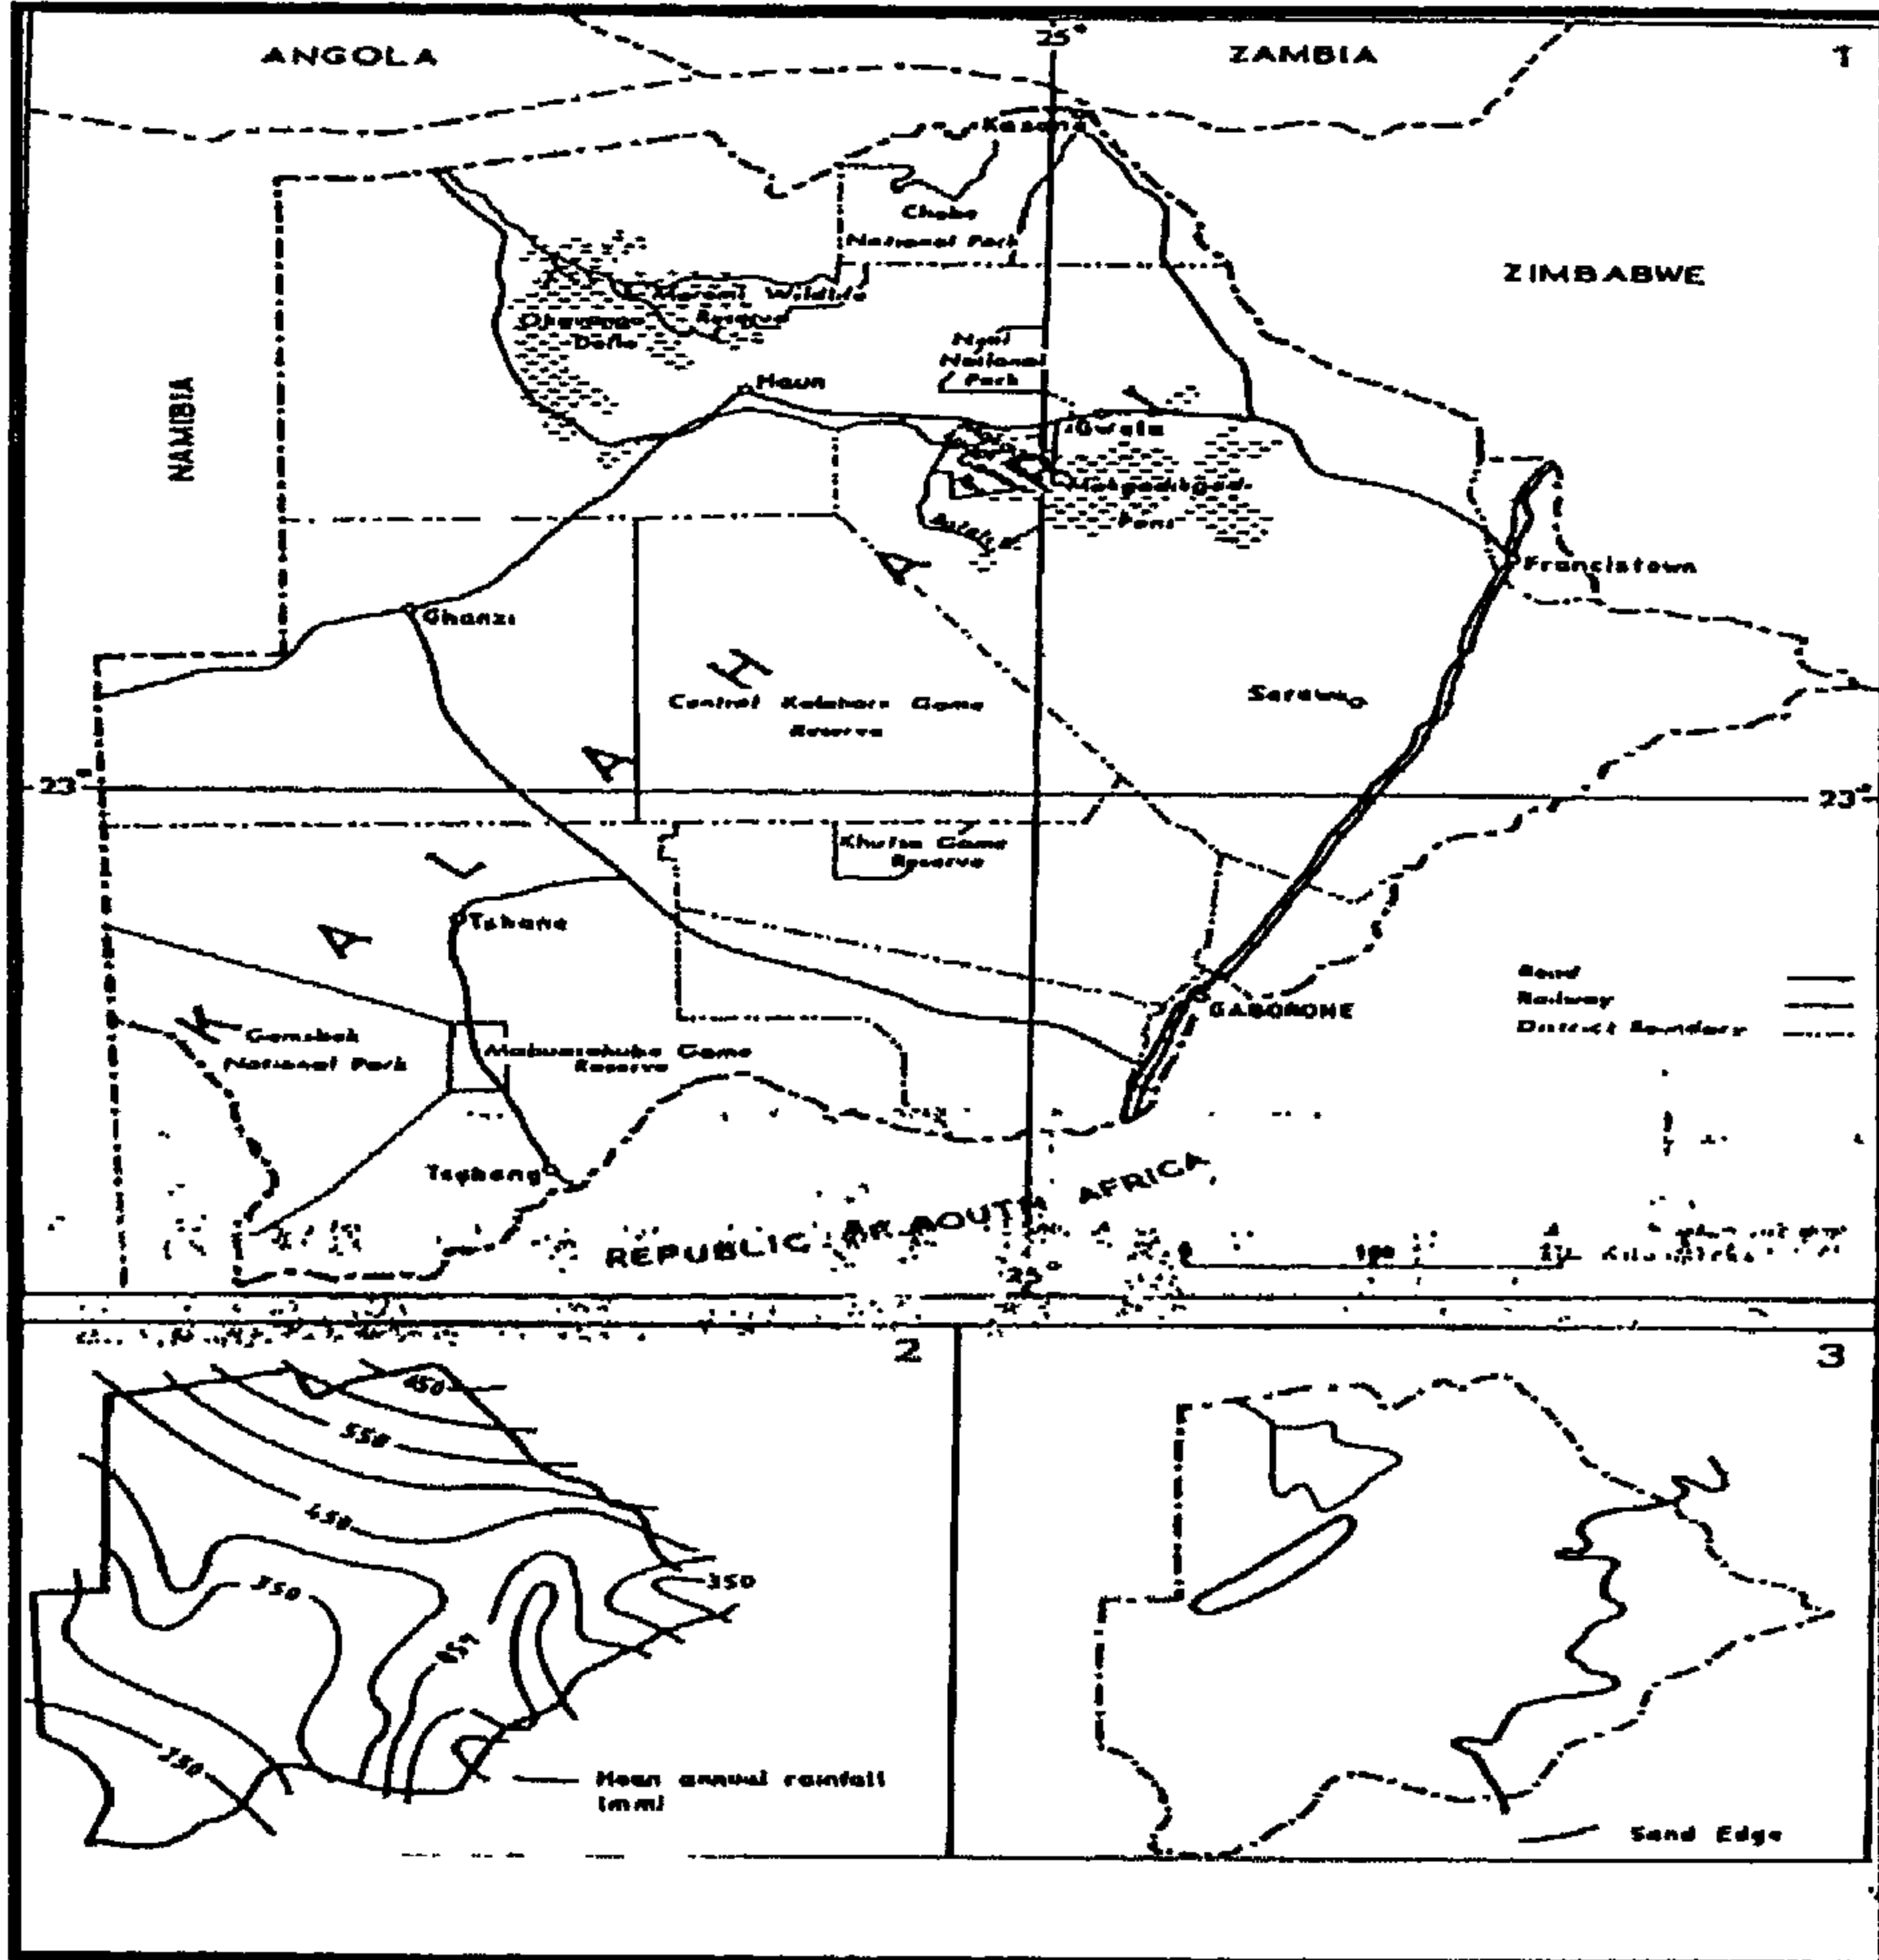 ANGOLA
25°
ZAMBIA
1
Kasane
Chobe
National Park
ZIMBABWE
Moremi Wildlife
Reserve
Okavango
Delta
Nxai
National
Park
NAMIBIA
Maun
Gweta
Makgadikgadi
Pans
Francistown
Ghanzi
Serowe
Central Kalahari Game
Reserve
K A L A H A
23°
23°
Khutse Game
Reserve
Tshane
GABORONE
Road
Railway
District Boundary
Gemsbok
National Park
Mabuasehube Game
Reserve
Tsabong
REPUBLIC SOUTH AFRICA
25°
0 100
2
450
550
450
350
350
350
Mean annual rainfall
(mm)
3
Sand Edge